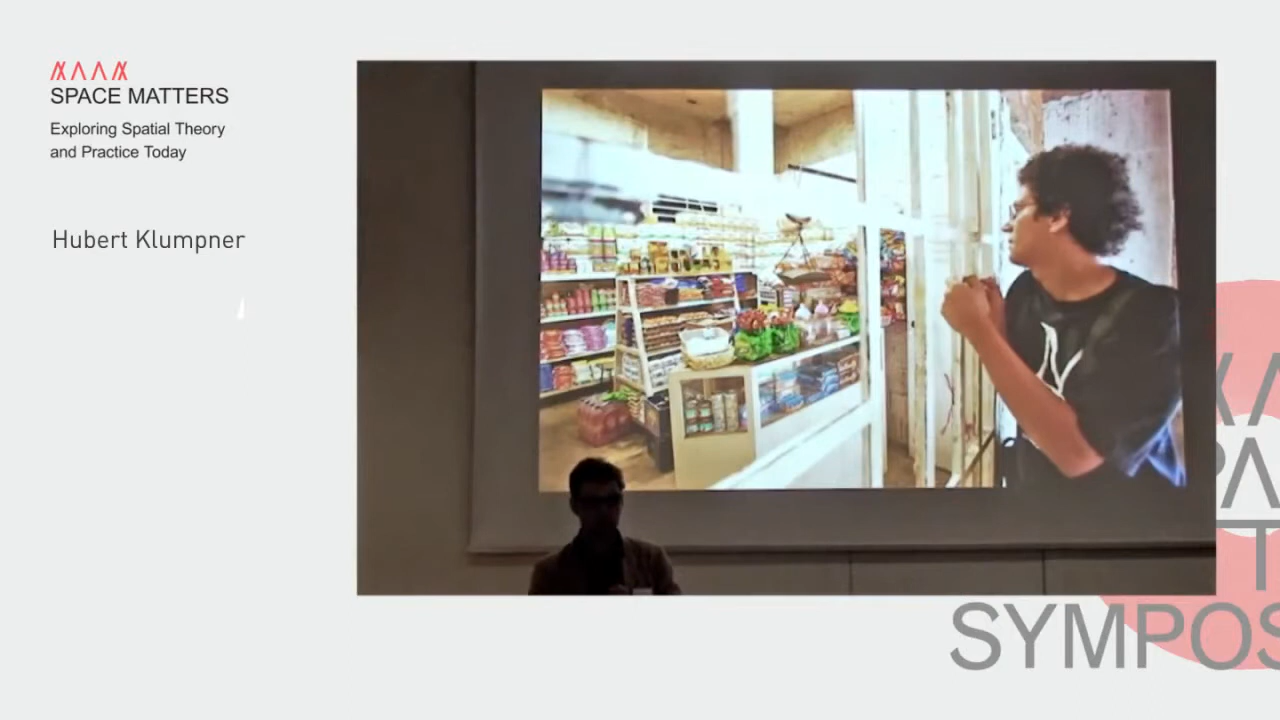 SPACE MATTERS
Exploring Spatial Theory
and Practice Today
Hubert Klumpner
SYMPOS